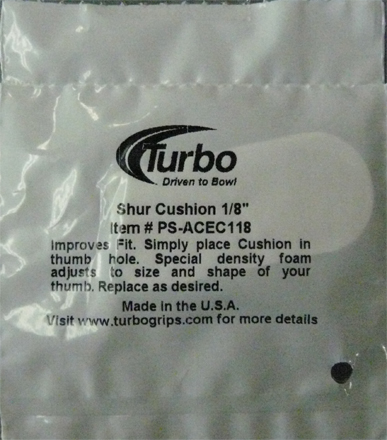 Turbo
Driven to Bowl
Shur Cushion 1/8"
Item # PS-ACEC118
Improves Fit. Simply place Cushion in
thumb hole. Special density foam
adjusts to size and shape of your
thumb. Replace as desired.
Made in the U.S.A.
Visit www.turbogrips.com for more details